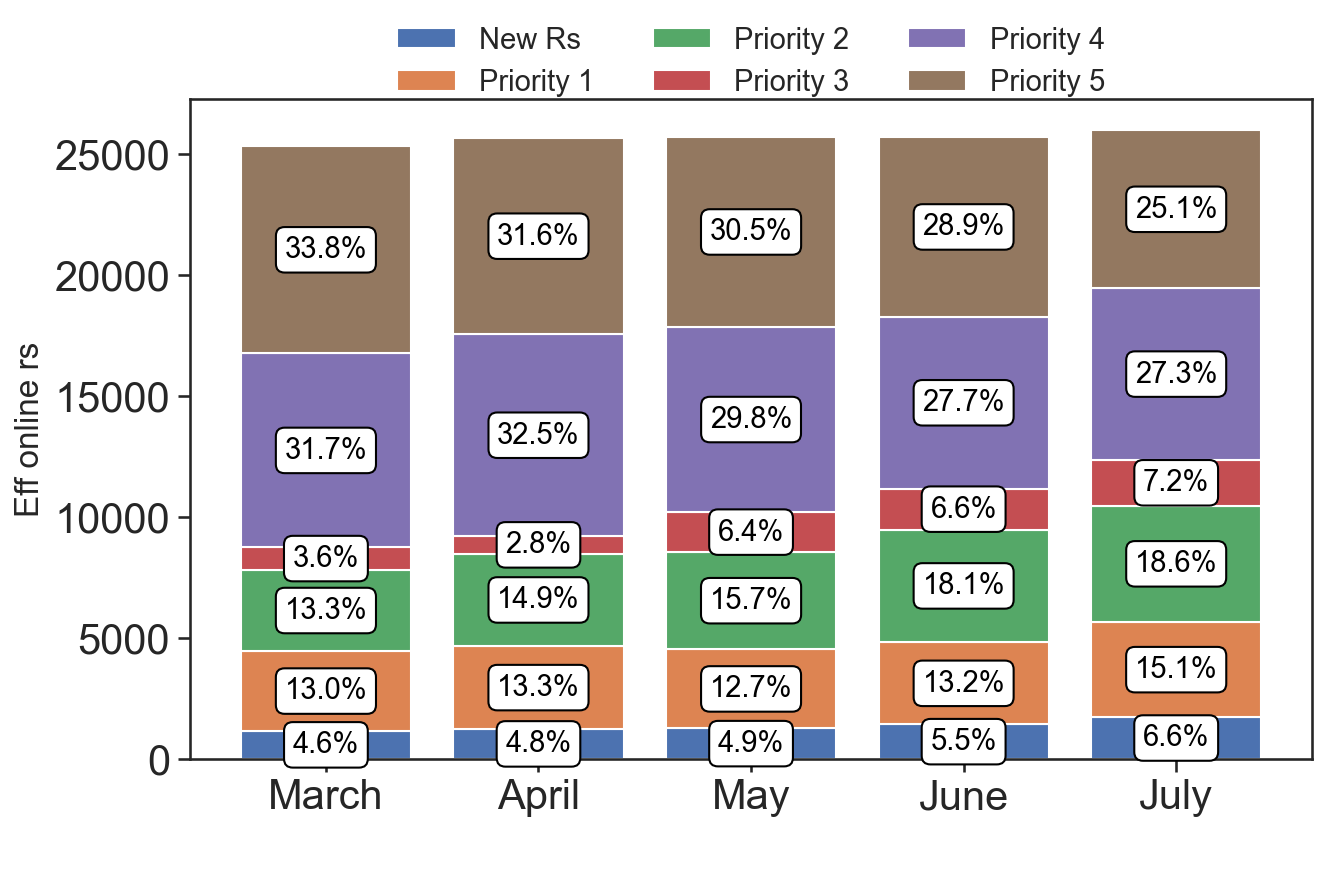 New Rs Priority 2 Priority 4
Priority 1 Priority 3 Priority 5
Eff online rs
25000
20000
15000
10000
5000
0
33.8% 31.6% 30.5% 28.9% 25.1%
31.7% 32.5% 29.8% 27.7% 27.3%
3.6% 2.8% 6.4% 6.6% 7.2%
13.3% 14.9% 15.7% 18.1% 18.6%
13.0% 13.3% 12.7% 13.2% 15.1%
4.6% 4.8% 4.9% 5.5% 6.6%
March April May June July